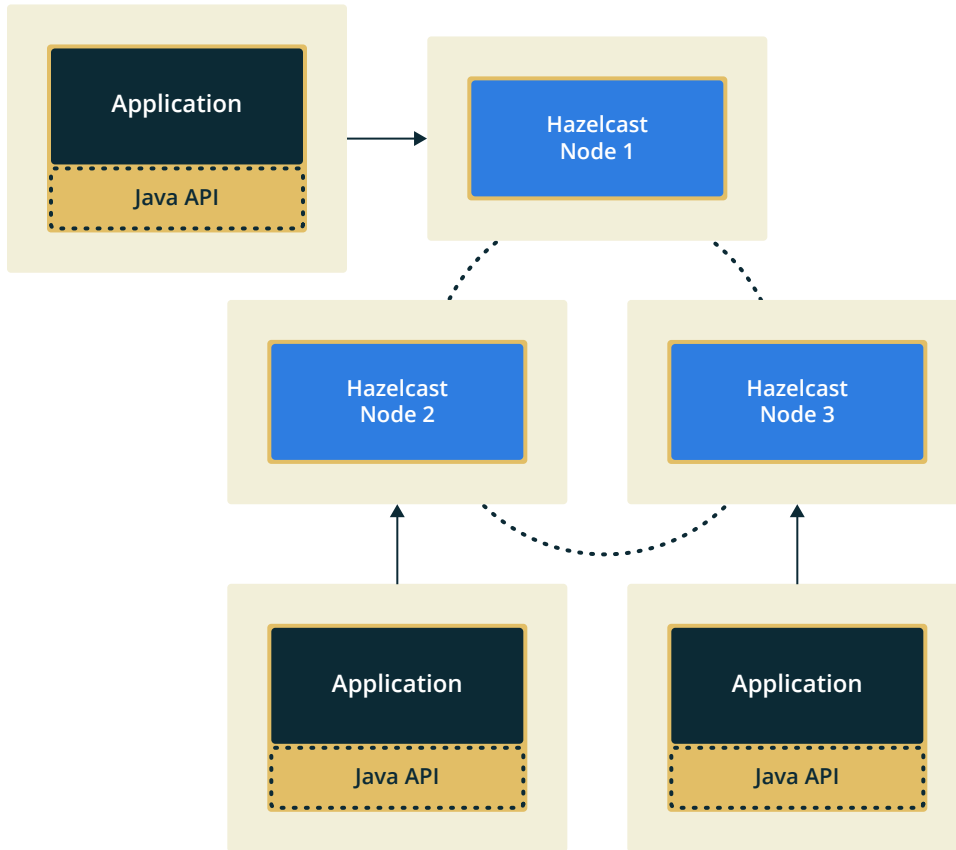 Application
Java API
Hazelcast
Node 1
Hazelcast
Node 2
Hazelcast
Node 3
Application
Java API
Application
Java API